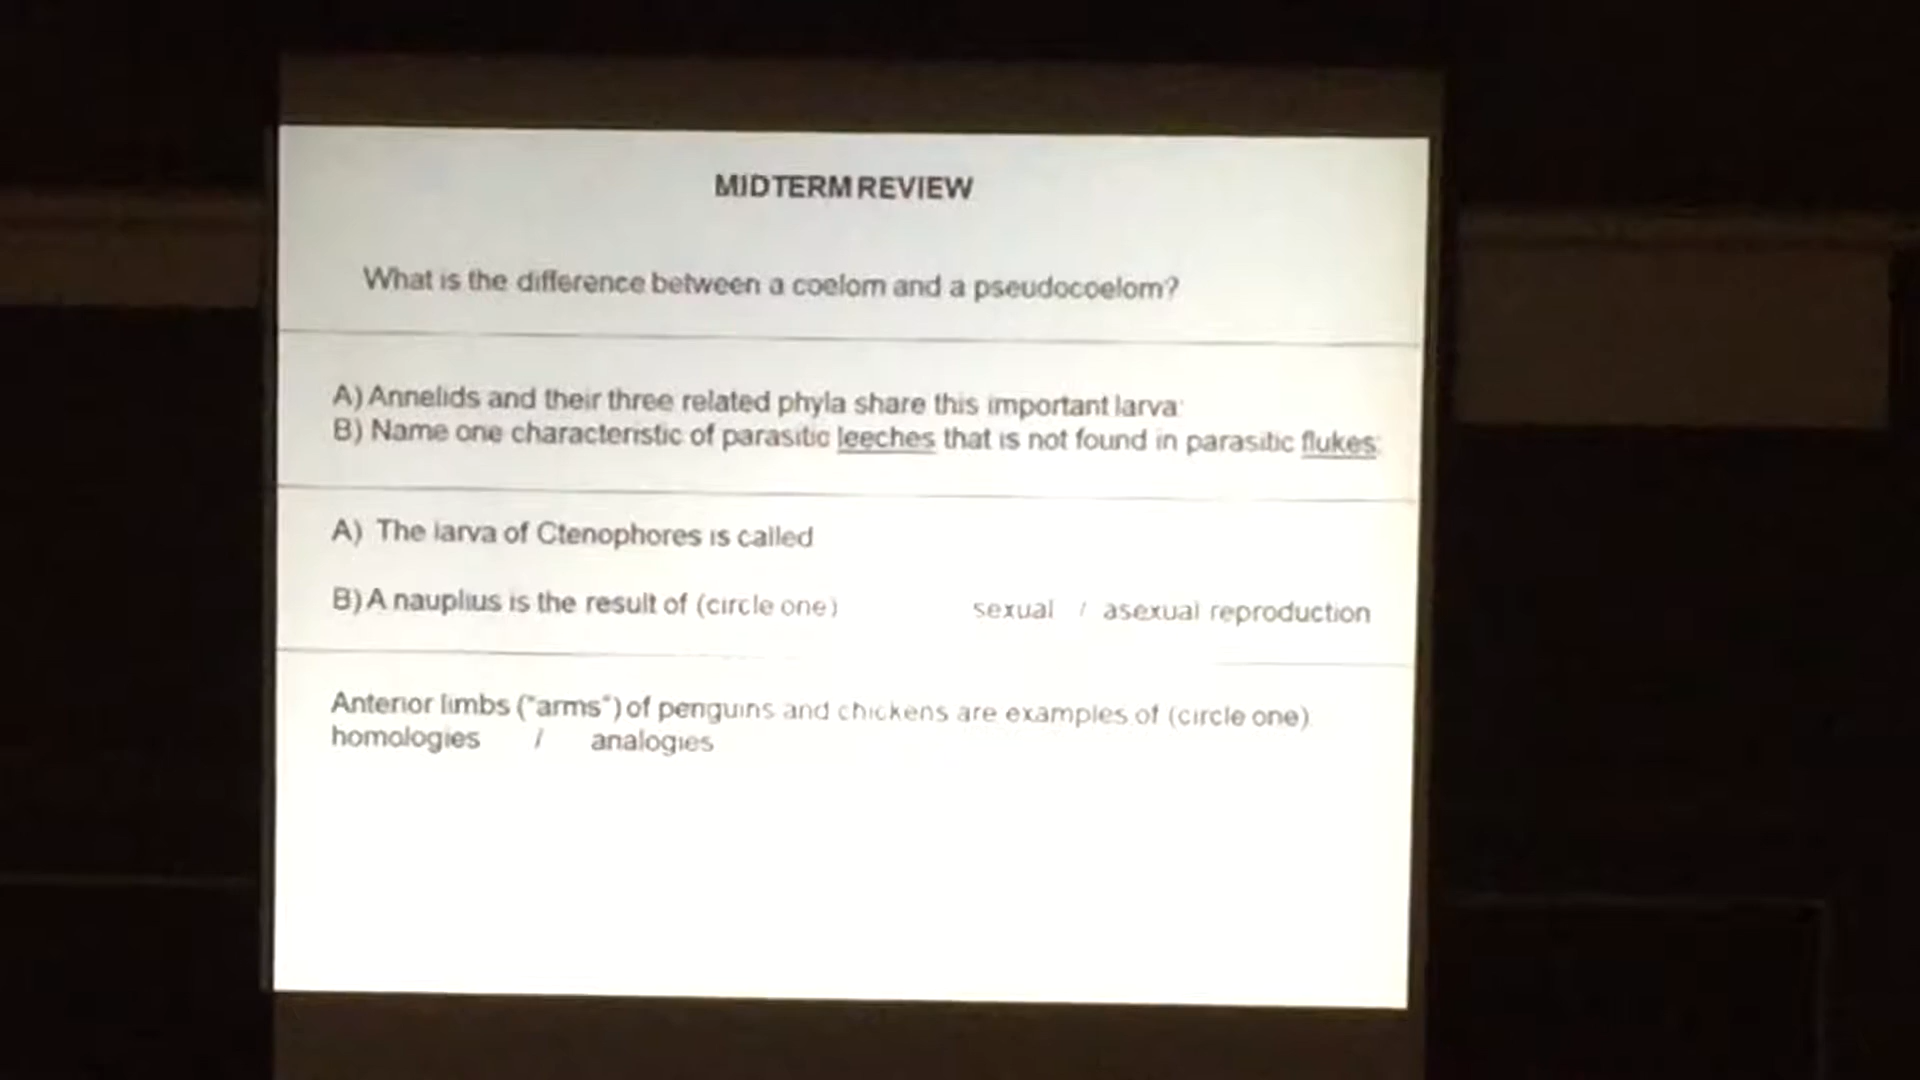 MIDTERM REVIEW
What is the difference between a coelom and a pseudocoelom?
A) Annelids and their three related phyla share this important larva:
B) Name one characteristic of parasitic leeches that is not found in parasitic flukes:
A) The larva of Ctenophores is called
B) A nauplius is the result of (circle one) sexual / asexual reproduction
Anterior limbs ("arms") of penguins and chickens are examples of (circle one)
homologies / analogies